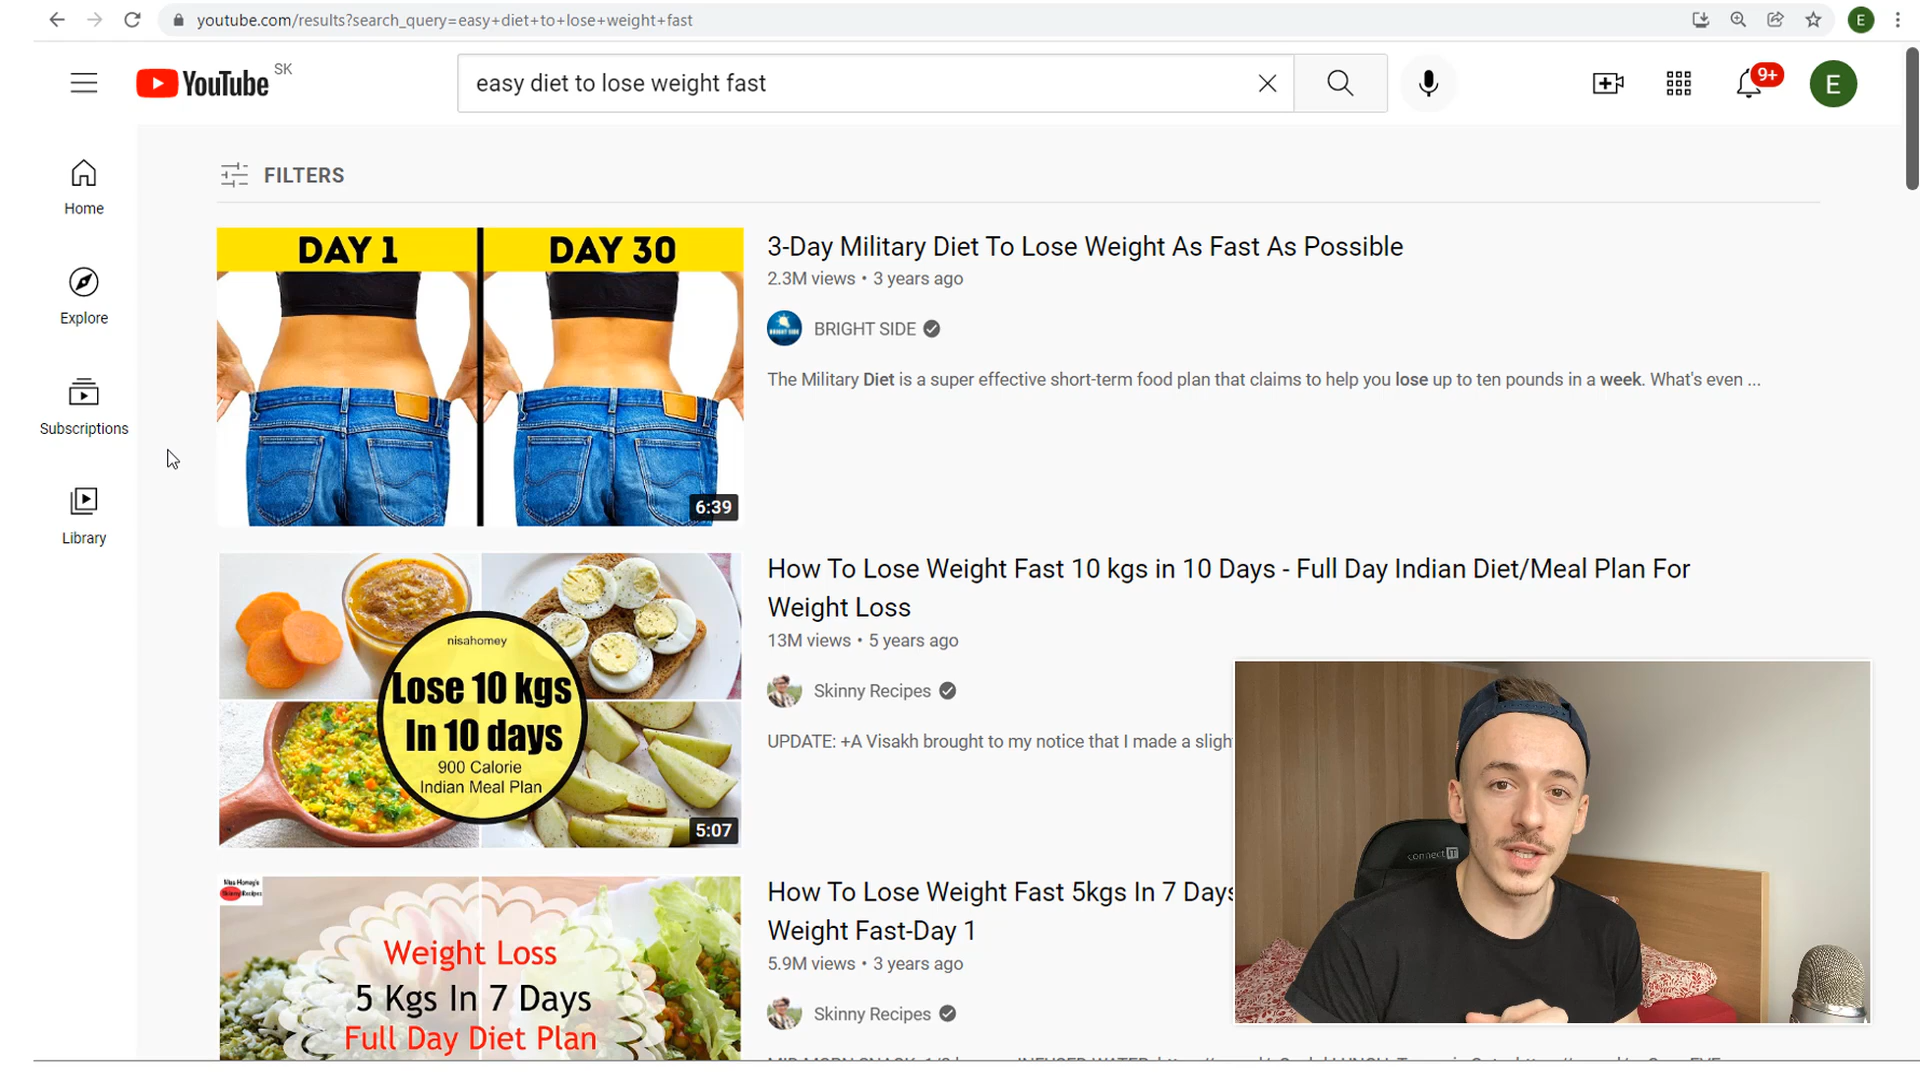 youtube.com/results?search_query=easy+diet+to+lose+weight+fast
E
YouTube SK
easy diet to lose weight fast
9+
E
FILTERS
Home
Explore
Subscriptions
Library
DAY 1
DAY 30
6:39
3-Day Military Diet To Lose Weight As Fast As Possible
2.3M views • 3 years ago
BRIGHT SIDE
The Military Diet is a super effective short-term food plan that claims to help you lose up to ten pounds in a week. What's even ...
nisahomey
Lose 10 kgs
In 10 days
900 Calorie
Indian Meal Plan
5:07
How To Lose Weight Fast 10 kgs in 10 Days - Full Day Indian Diet/Meal Plan For
Weight Loss
13M views • 5 years ago
Skinny Recipes
UPDATE: +A Visakh brought to my notice that I made a sligh
connect IT
Weight Loss
5 Kgs In 7 Days
Full Day Diet Plan
How To Lose Weight Fast 5kgs In 7 Days
Weight Fast-Day 1
5.9M views • 3 years ago
Skinny Recipes